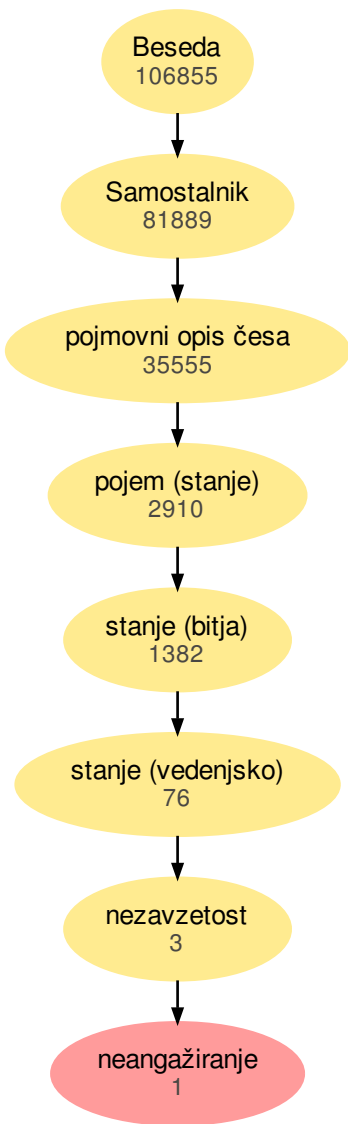 Beseda
106855
Samostalnik
81889
pojmovni opis česa
35555
pojem (stanje)
2910
stanje (bitja)
1382
stanje (vedenjsko)
76
nezavzetost
3
neangažiranje
1